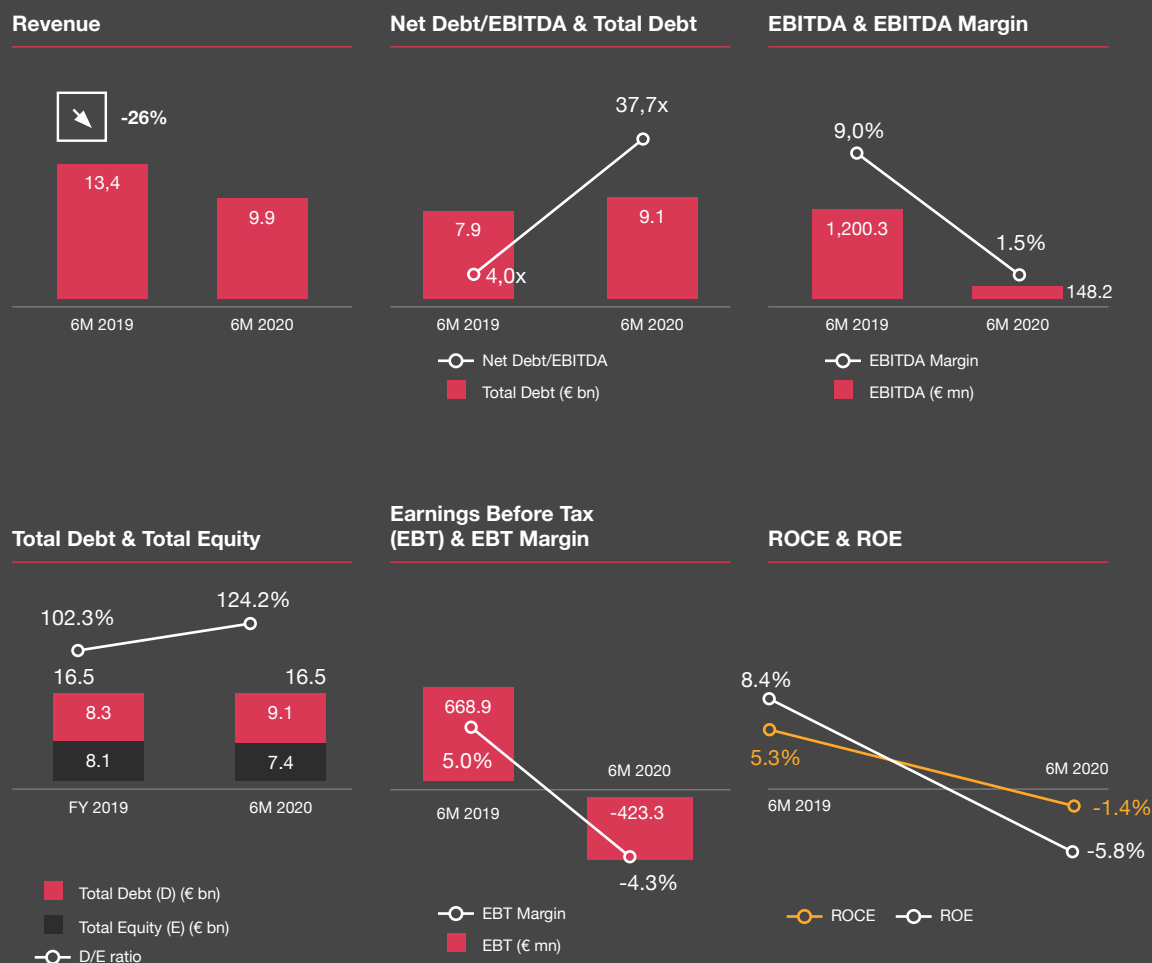 Revenue
-26%
13,4
9.9
6M 2019
6M 2020
Net Debt/EBITDA & Total Debt
37,7x
7.9
9.1
4,0x
6M 2019
6M 2020
Net Debt/EBITDA
Total Debt (€ bn)
EBITDA & EBITDA Margin
9,0%
1,200.3
1.5%
148.2
6M 2019
6M 2020
EBITDA Margin
EBITDA (€ mn)
Total Debt & Total Equity
102.3%
124.2%
16.5
16.5
8.3
9.1
8.1
7.4
FY 2019
6M 2020
Total Debt (D) (€ bn)
Total Equity (E) (€ bn)
D/E ratio
Earnings Before Tax
(EBT) & EBT Margin
668.9
5.0%
6M 2020
6M 2019
-423.3
-4.3%
EBT Margin
EBT (€ mn)
ROCE & ROE
8.4%
5.3%
6M 2020
6M 2019
-1.4%
-5.8%
ROCE
ROE